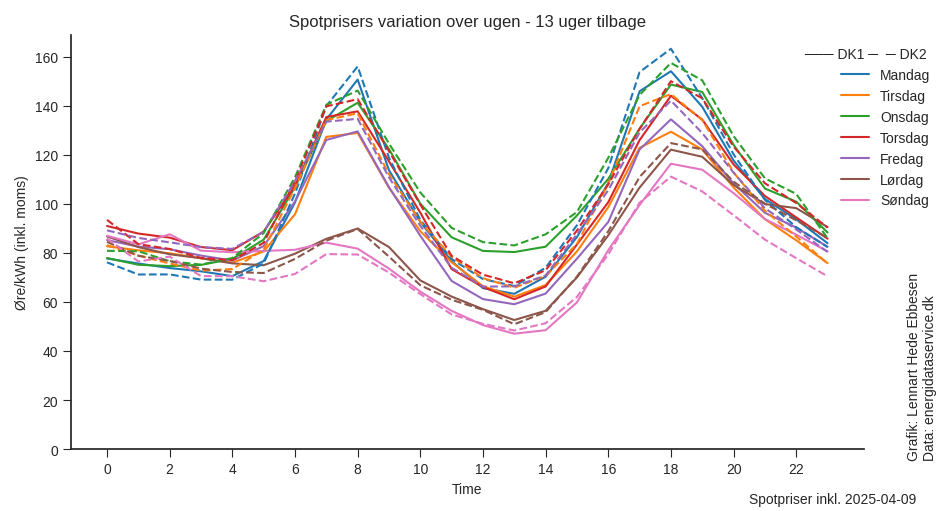 Spotprisers variation over ugen - 13 uger tilbage
Øre/kWh (inkl. moms)
160
140
120
100
80
60
40
20
0
0 2 4 6 8 10 12 14 16 18 20 22
Time
DK1 DK2
Mandag
Tirsdag
Onsdag
Torsdag
Fredag
Lørdag
Søndag
Grafik: Lennart Hede Ebbesen
Data: energidataservice.dk
Spotpriser inkl. 2025-04-09